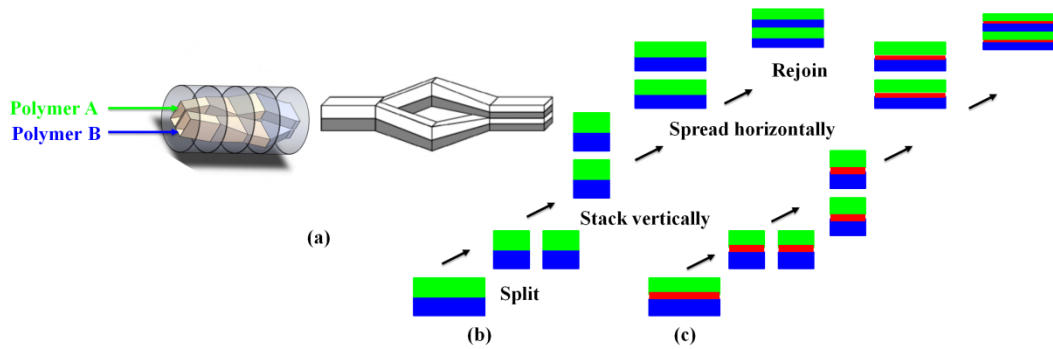 Polymer A
Polymer B
(a)
Rejoin
Spread horizontally
Stack vertically
Split
(b)
(c)